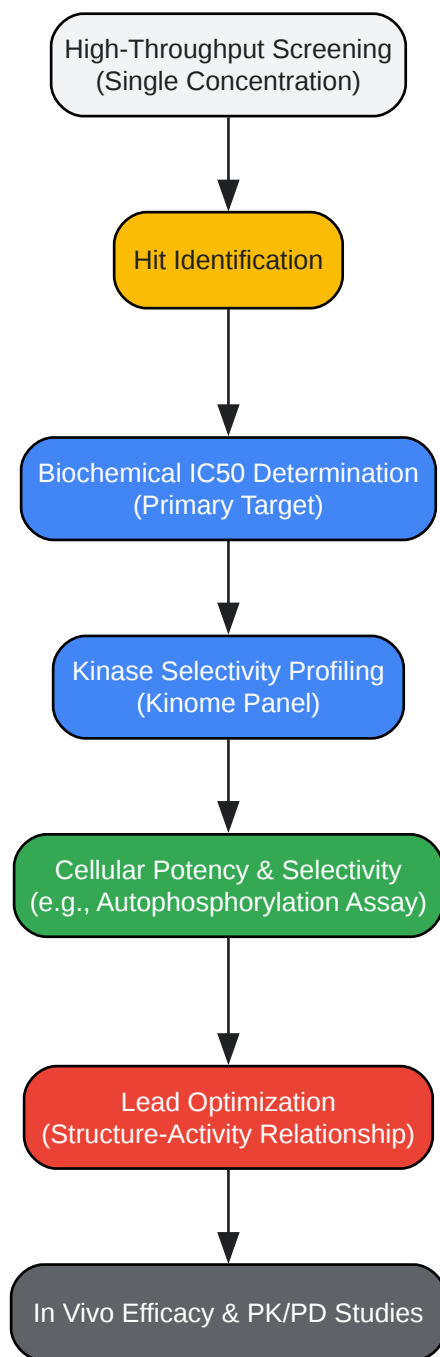 High-Throughput Screening
(Single Concentration)
Hit Identification
Biochemical IC50 Determination
(Primary Target)
Kinase Selectivity Profiling
(Kinome Panel)
Cellular Potency & Selectivity
(e.g., Autophosphorylation Assay)
Lead Optimization
(Structure-Activity Relationship)
In Vivo Efficacy & PK/PD Studies